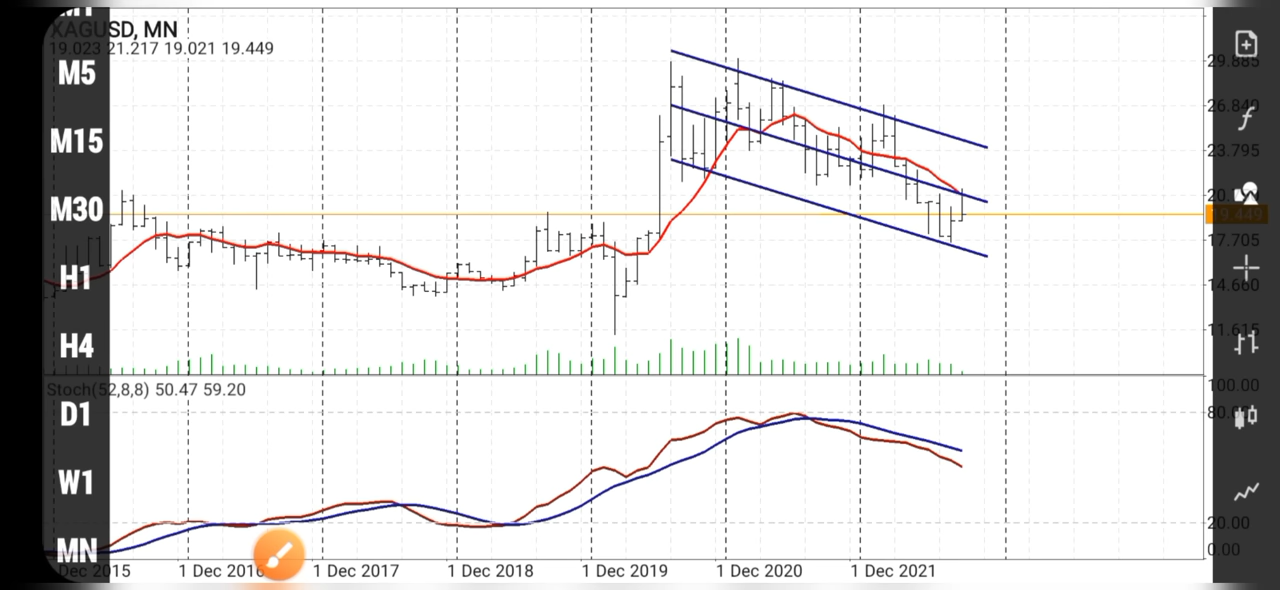 M1
XAGUSD, MN
19.023 21.217 19.021 19.449
M5
M15
M30
H1
H4
29.885
26.840
23.795
20.
19.449
17.705
14.660
11.615
Stoch(52,8,8) 50.47 59.20
100.00
80.
20.00
0.00
D1
W1
MN
Dec 2015
1 Dec 2016
1 Dec 2017
1 Dec 2018
1 Dec 2019
1 Dec 2020
1 Dec 2021
f